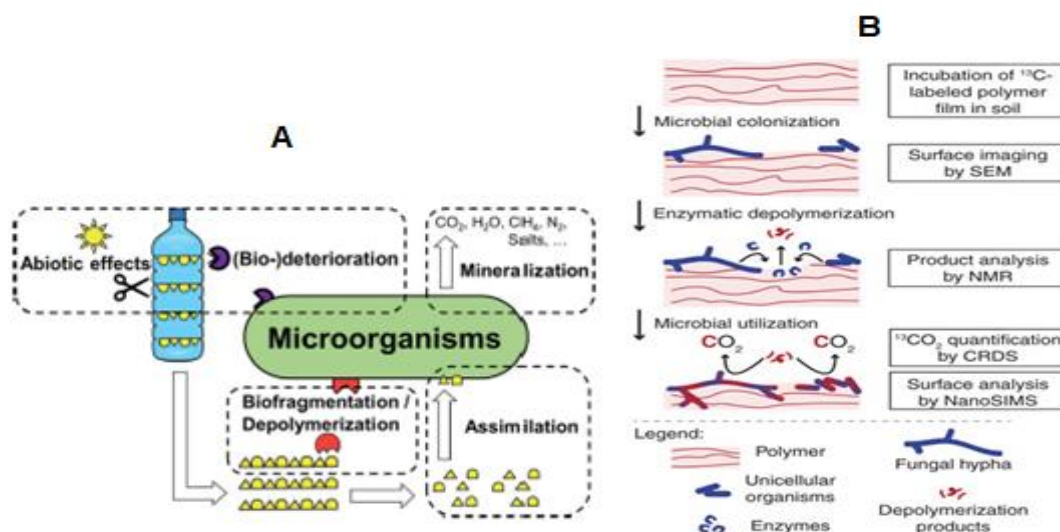 A
Abiotic effects
(Bio-)deterioration
CO₂, H₂O, ClH₄, N₂,
Salts, ...
Mineralization
Microorganisms
Biofragmentation /
Depolymerization
Assimilation
B
Incubation of ¹³C-
labeled polymer
film in soil
Microbial colonization
Surface imaging
by SEM
Enzymatic depolymerization
Product analysis
by NMR
Microbial utilization
CO₂
CO₂
¹³CO₂ quantification
by CRDS
Surface analysis
by NanoSIMS
Legend:
Polymer
Unicellular
organisms
Enzymes
Fungal hypha
Depolymerization
products